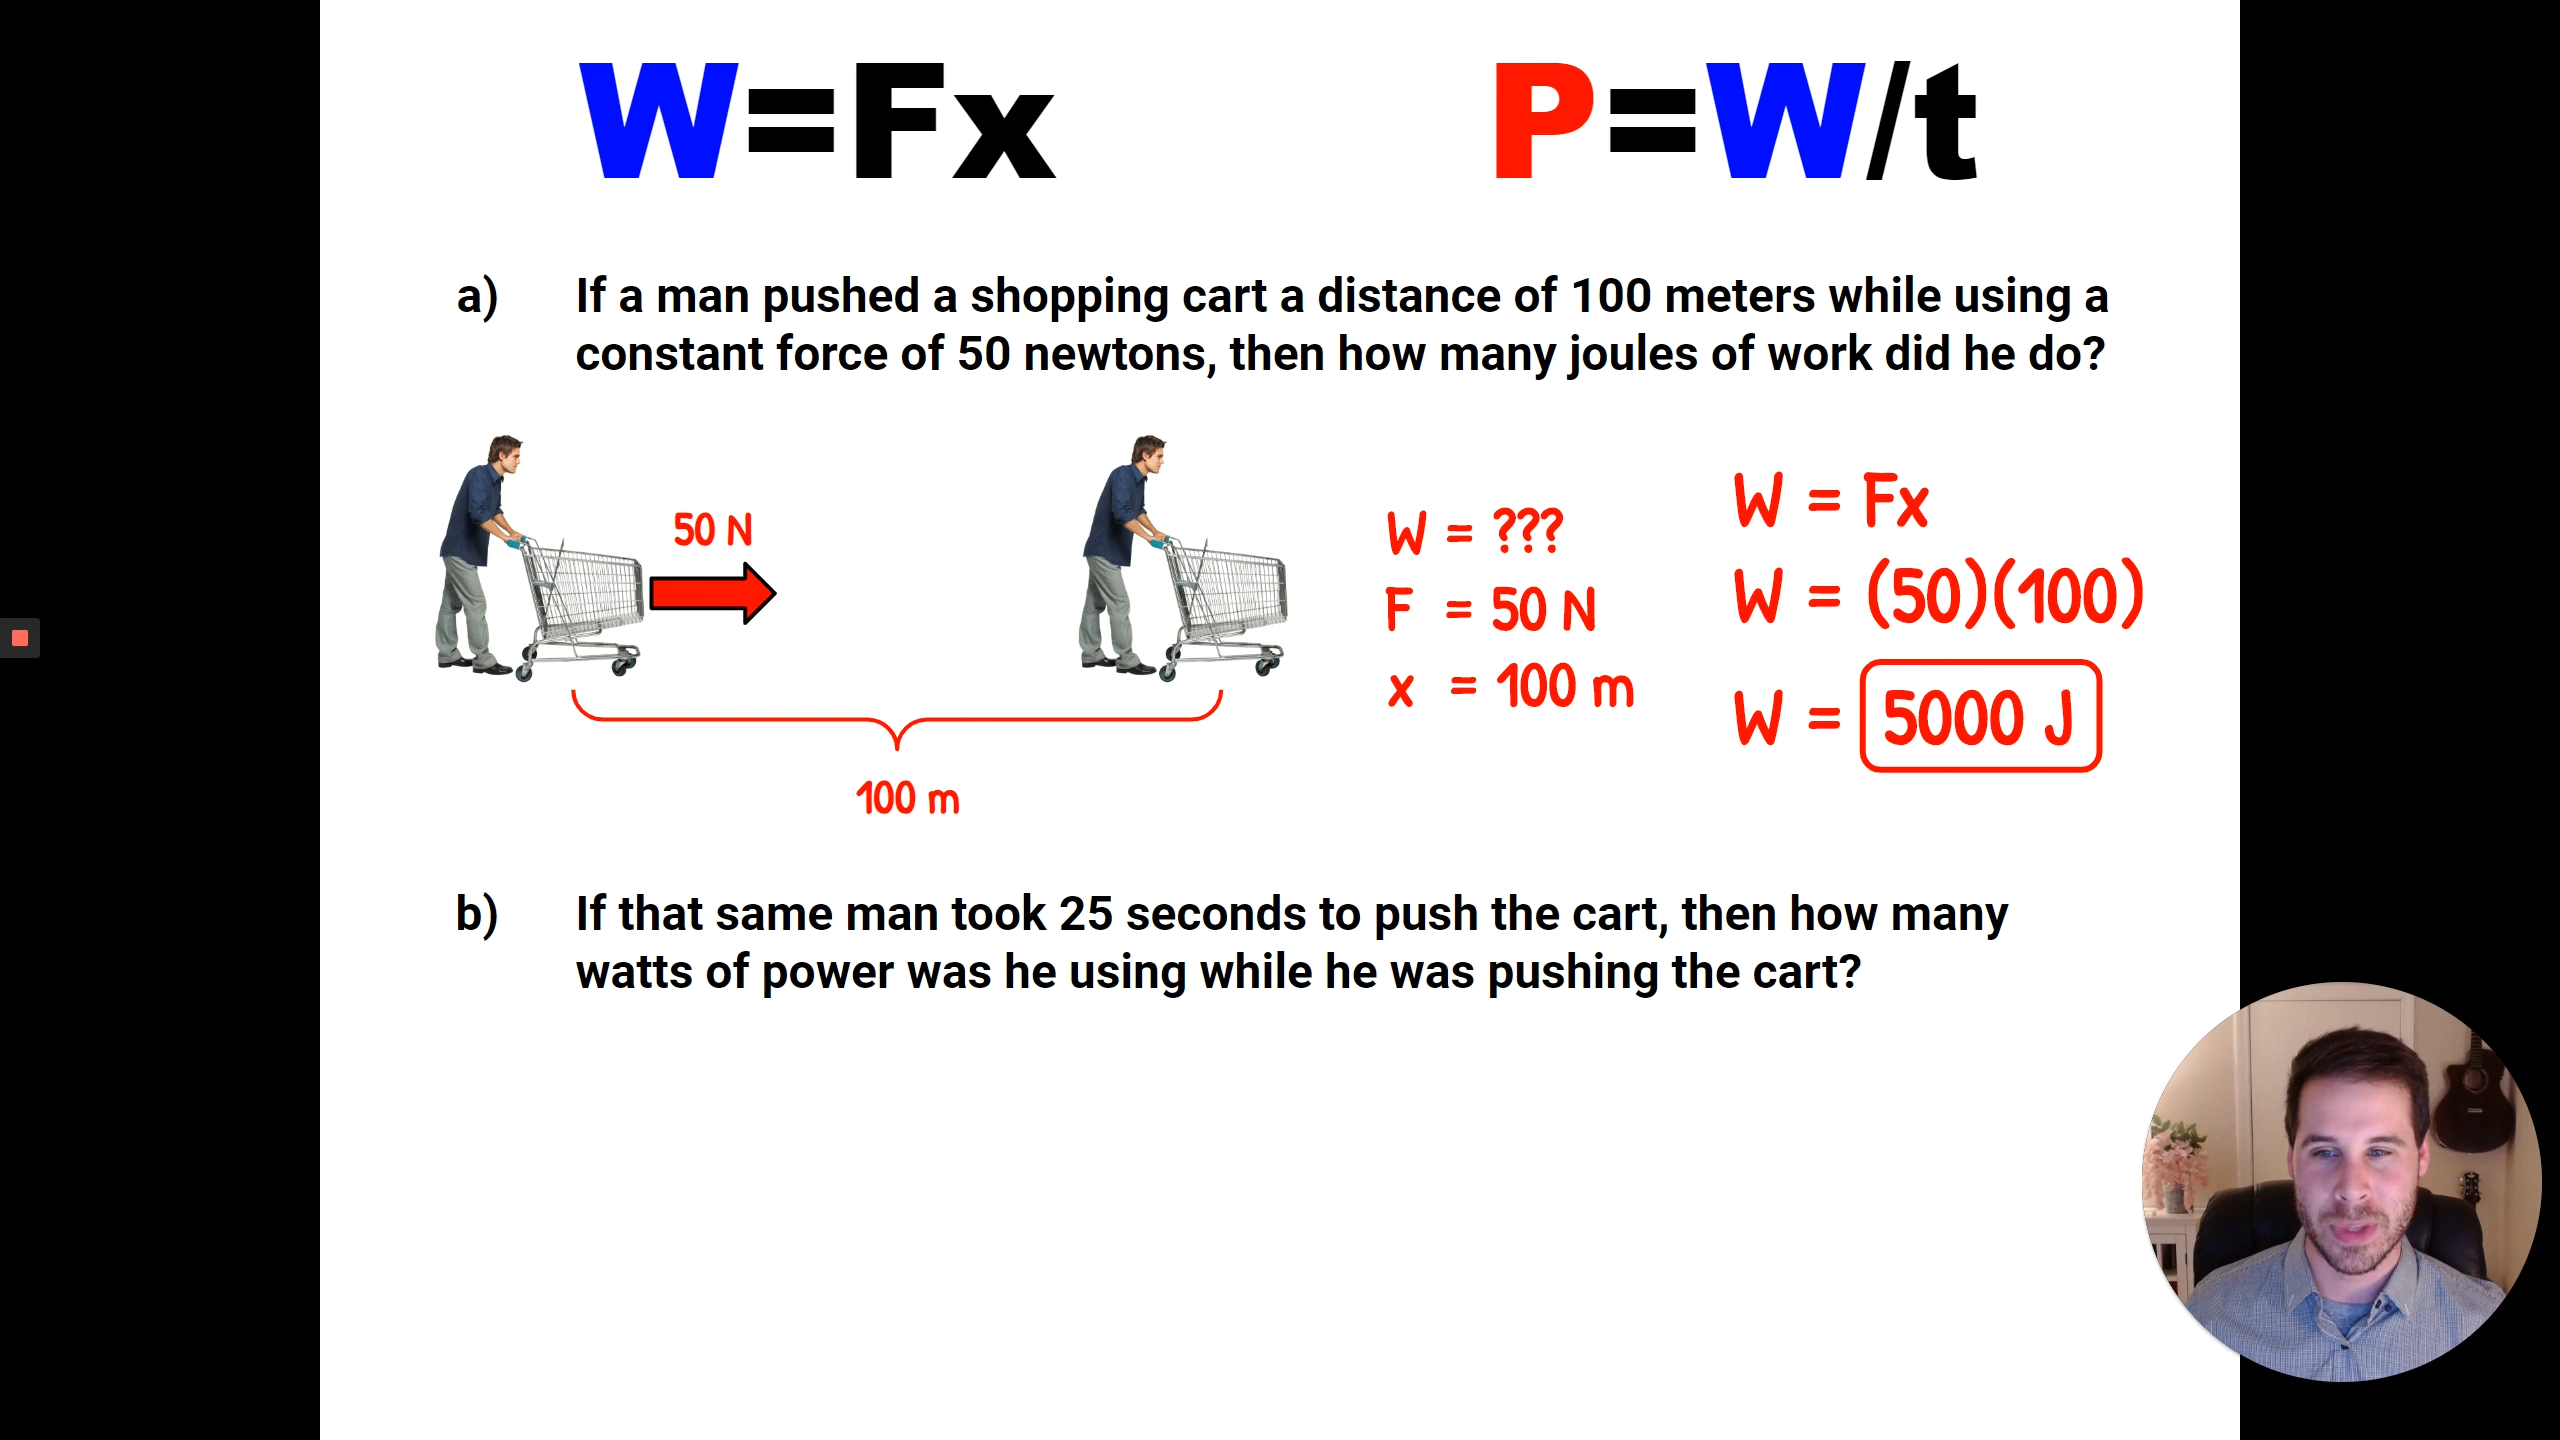 W=Fx
P=W/t
a) If a man pushed a shopping cart a distance of 100 meters while using a
constant force of 50 newtons, then how many joules of work did he do?
50 N
100 m
W = ???
F = 50 N
x = 100 m
W = Fx
W = (50)(100)
W = 5000 J
b) If that same man took 25 seconds to push the cart, then how many
watts of power was he using while he was pushing the cart?